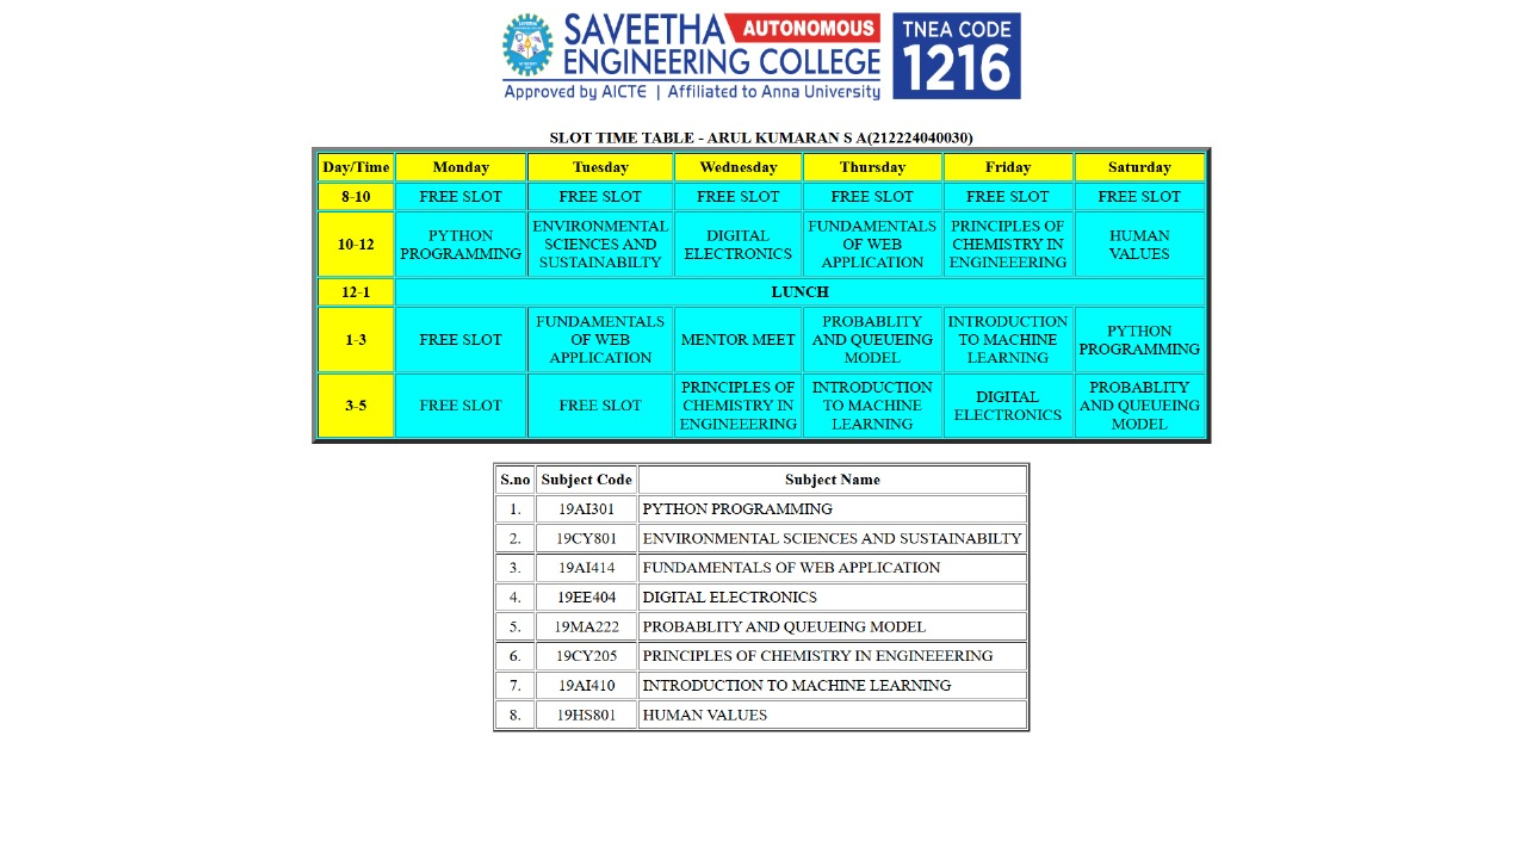 SAVEETHA AUTONOMOUS
ENGINEERING COLLEGE
Approved by AICTE | Affiliated to Anna University
TNEA CODE
1216
SLOT TIME TABLE - ARUL KUMARAN S A(212224040030)
Day/Time Monday Tuesday Wednesday Thursday Friday Saturday
8-10 FREE SLOT FREE SLOT FREE SLOT FREE SLOT FREE SLOT FREE SLOT
10-12 PYTHON PROGRAMMING ENVIRONMENTAL SCIENCES AND SUSTAINABILTY DIGITAL ELECTRONICS FUNDAMENTALS OF WEB APPLICATION PRINCIPLES OF CHEMISTRY IN ENGINEEERING HUMAN VALUES
12-1 LUNCH
1-3 FREE SLOT FUNDAMENTALS OF WEB APPLICATION MENTOR MEET PROBABLITY AND QUEUEING MODEL INTRODUCTION TO MACHINE LEARNING PYTHON PROGRAMMING
3-5 FREE SLOT FREE SLOT PRINCIPLES OF CHEMISTRY IN ENGINEEERING INTRODUCTION TO MACHINE LEARNING DIGITAL ELECTRONICS PROBABLITY AND QUEUEING MODEL
S.no Subject Code Subject Name
1. 19AI301 PYTHON PROGRAMMING
2. 19CY801 ENVIRONMENTAL SCIENCES AND SUSTAINABILTY
3. 19AI414 FUNDAMENTALS OF WEB APPLICATION
4. 19EE404 DIGITAL ELECTRONICS
5. 19MA222 PROBABLITY AND QUEUEING MODEL
6. 19CY205 PRINCIPLES OF CHEMISTRY IN ENGINEEERING
7. 19AI410 INTRODUCTION TO MACHINE LEARNING
8. 19HS801 HUMAN VALUES